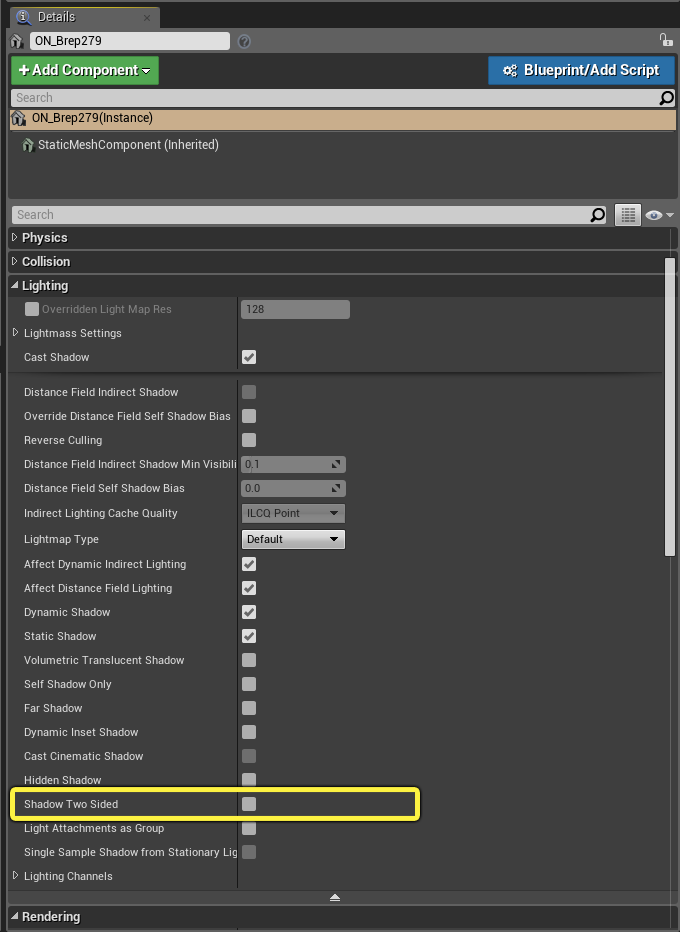 Details
ON_Brep279
+ Add Component
Blueprint/Add Script
Search
ON_Brep279(Instance)
StaticMeshComponent (Inherited)
Search
Physics
Collision
Lighting
Overridden Light Map Res 128
Lightmass Settings
Cast Shadow
Distance Field Indirect Shadow
Override Distance Field Self Shadow Bias
Reverse Culling
Distance Field Indirect Shadow Min Visibili 0.1
Distance Field Self Shadow Bias 0.0
Indirect Lighting Cache Quality ILCQ Point
Lightmap Type Default
Affect Dynamic Indirect Lighting
Affect Distance Field Lighting
Dynamic Shadow
Static Shadow
Volumetric Translucent Shadow
Self Shadow Only
Far Shadow
Dynamic Inset Shadow
Cast Cinematic Shadow
Hidden Shadow
Shadow Two Sided
Light Attachments as Group
Single Sample Shadow from Stationary Lig
Lighting Channels
Rendering